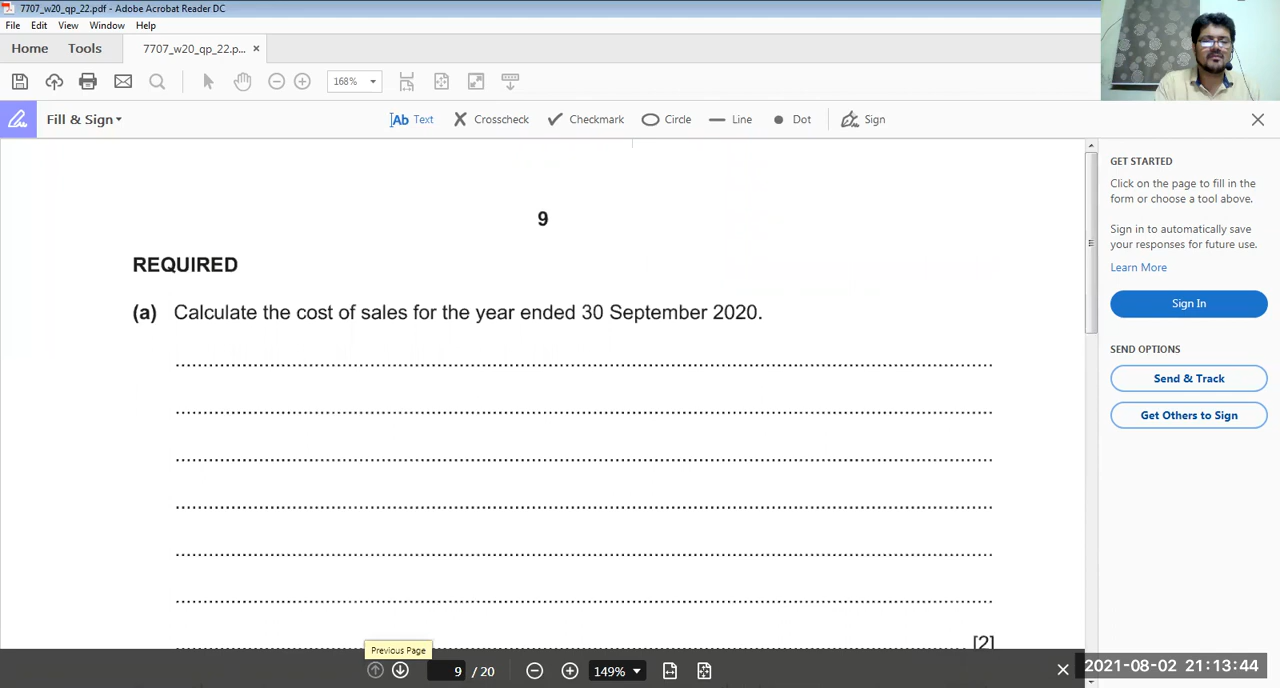 7707_w20_qp_22.pdf - Adobe Acrobat Reader DC
File Edit View Window Help
Home Tools 7707_w20_qp_22.p... ×
168%
Fill & Sign Ab Text Crosscheck Checkmark Circle Line Dot Sign
9
REQUIRED
(a) Calculate the cost of sales for the year ended 30 September 2020.
................................................................................
................................................................................
................................................................................
................................................................................
................................................................................
................................................................................
................................................................................ [2]
GET STARTED
Click on the page to fill in the
form or choose a tool above.
Sign in to automatically save
your responses for future use.
Learn More
Sign In
SEND OPTIONS
Send & Track
Get Others to Sign
Previous Page
9 / 20 149%
2021-08-02 21:13:44